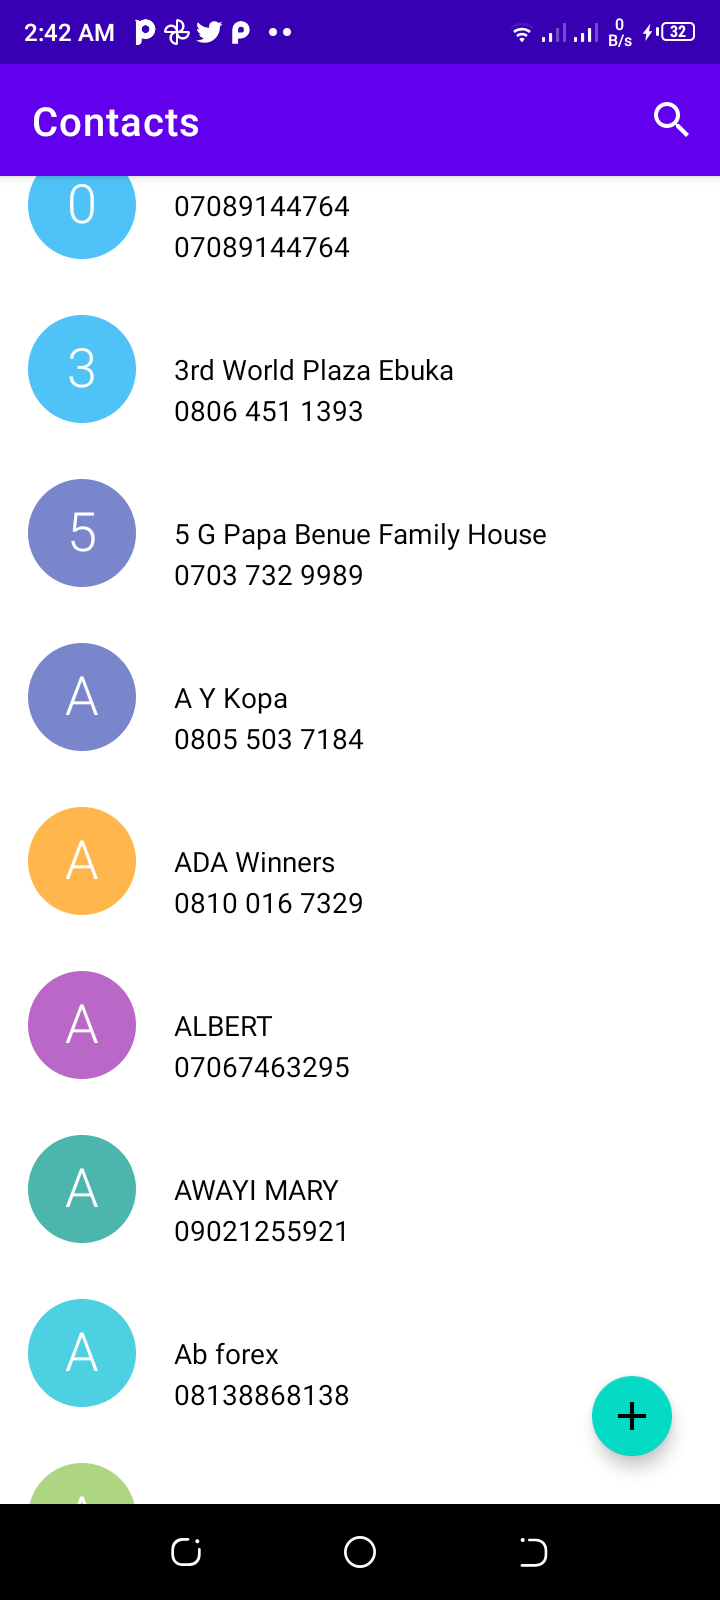 2:42 AM
0
B/s
32
Contacts
0
07089144764
07089144764
3
3rd World Plaza Ebuka
0806 451 1393
5
5 G Papa Benue Family House
0703 732 9989
A
A Y Kopa
0805 503 7184
A
ADA Winners
0810 016 7329
A
ALBERT
07067463295
A
AWAYI MARY
09021255921
A
Ab forex
08138868138